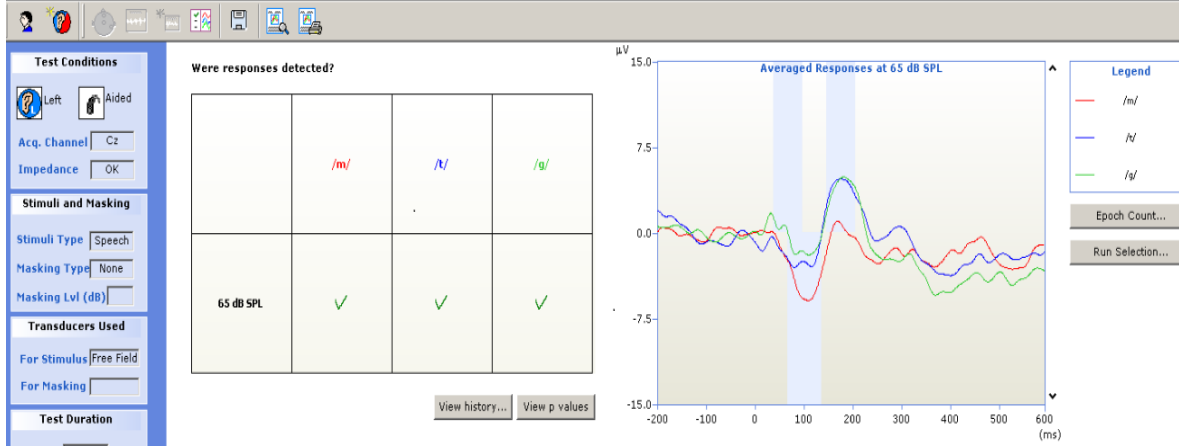 Test Conditions
Left
Aided
Acq. Channel Cz
Impedance OK
Stimuli and Masking
Stimuli Type Speech
Masking Type None
Masking Lvl (dB)
Transducers Used
For Stimulus Free Field
For Masking
Test Duration
Were responses detected?
/m/ /t/ /g/
65 dB SPL
View history... View p values
µV
Averaged Responses at 65 dB SPL
15.0
7.5
0.0
-7.5
-15.0
-200 -100 0 100 200 300 400 500 600
(ms)
Legend
/m/
/t/
/g/
Epoch Count...
Run Selection...